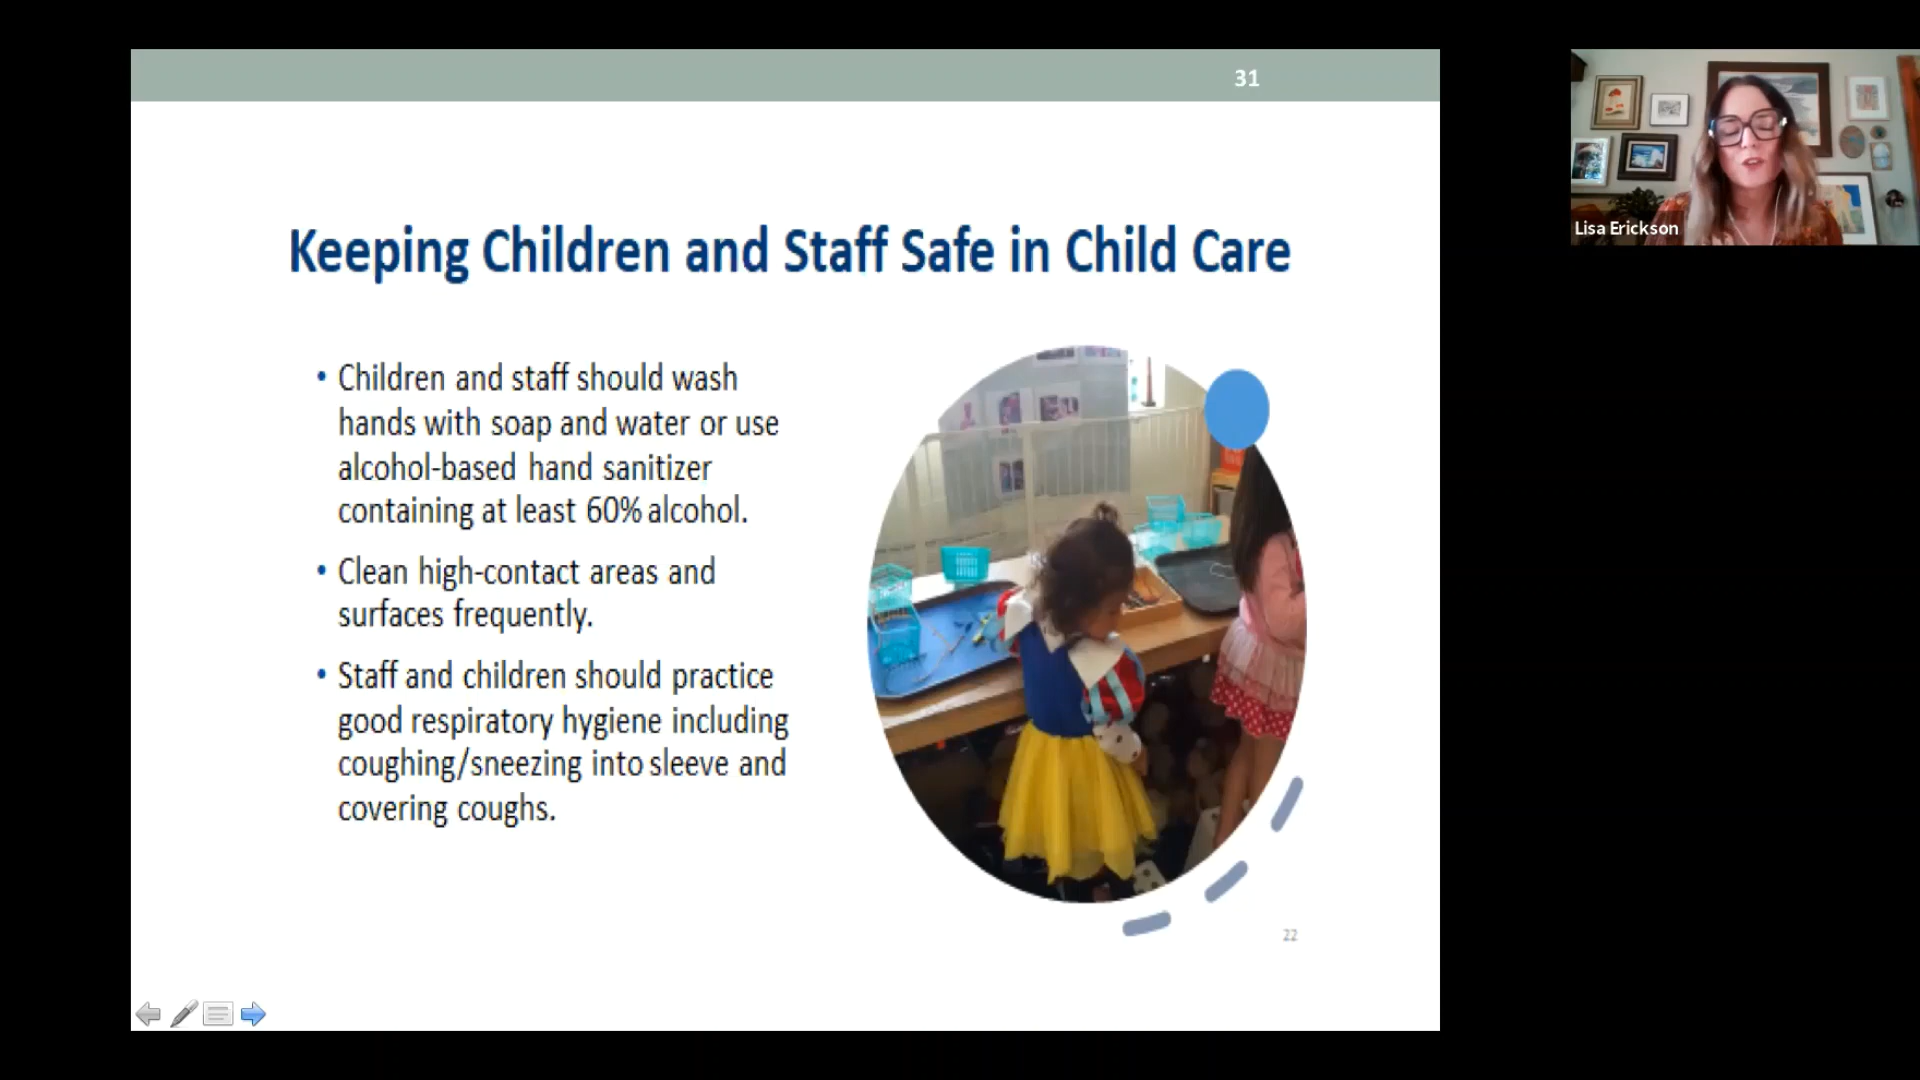 31
Lisa Erickson
Keeping Children and Staff Safe in Child Care
• Children and staff should wash
hands with soap and water or use
alcohol-based hand sanitizer
containing at least 60% alcohol.
• Clean high-contact areas and
surfaces frequently.
• Staff and children should practice
good respiratory hygiene including
coughing/sneezing into sleeve and
covering coughs.
22